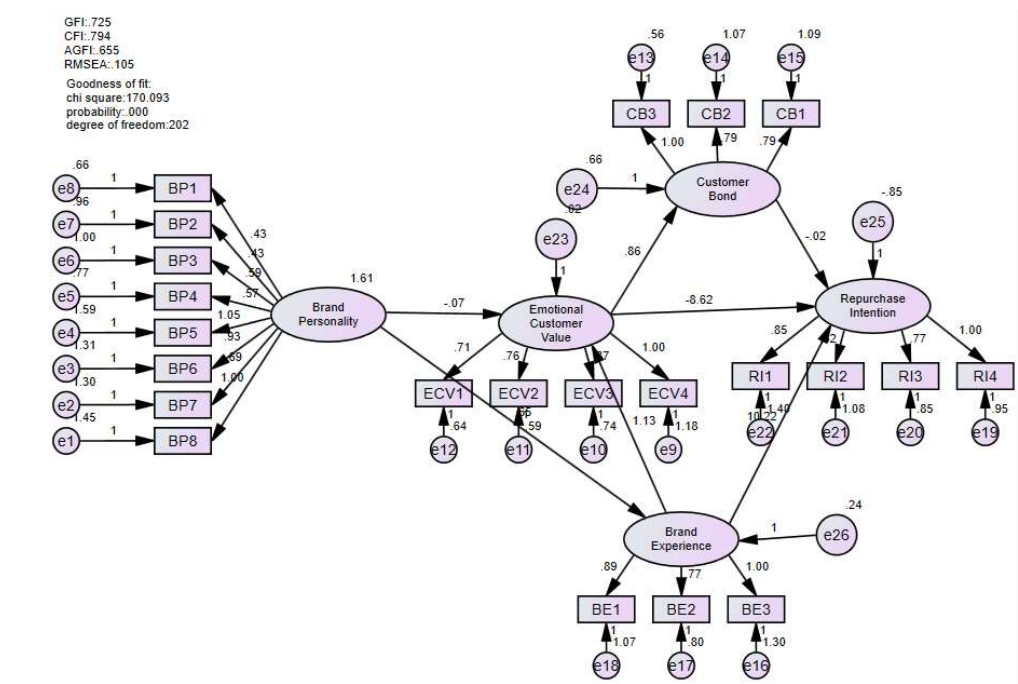 GFI:.725
CFI:.794
AGFI:.655
RMSEA:.105
Goodness of fit:
chi square:170.093
probability:.000
degree of freedom:202
.56 1.07 1.09
e13 e14 e15
1 1 1
CB3 CB2 CB1
1.00 .79 .79
.66
e8 1 BP1
.96
e7 1 BP2
1.00
e6 1 BP3
.77
e5 1 BP4
1.59
e4 1 BP5
1.31
e3 1 BP6
1.30
e2 1 BP7
1.45
e1 1 BP8
.43
.43
.59
.57
1.05
.93
.69
1.00
1.61
Brand
Personality
.66
e24 1
Customer
Bond
e23
1
-.85
e25
1
.86
-.02
-.07
-8.62
Emotional
Customer
Value
Repurchase
Intention
.71 .76 1.00
.85 .77 1.00
ECV1 ECV2 ECV3 ECV4
RI1 RI2 RI3 RI4
1 1 1 1
.64 .59 .74 1.18
e12 e11 e10 e9
1.13
10.22
1 1 1 1
1.40 1.08 .85 .95
e22 e21 e20 e19
.24
e26
1
Brand
Experience
.89 .77 1.00
BE1 BE2 BE3
1 1 1
1.07 .80 1.30
e18 e17 e16